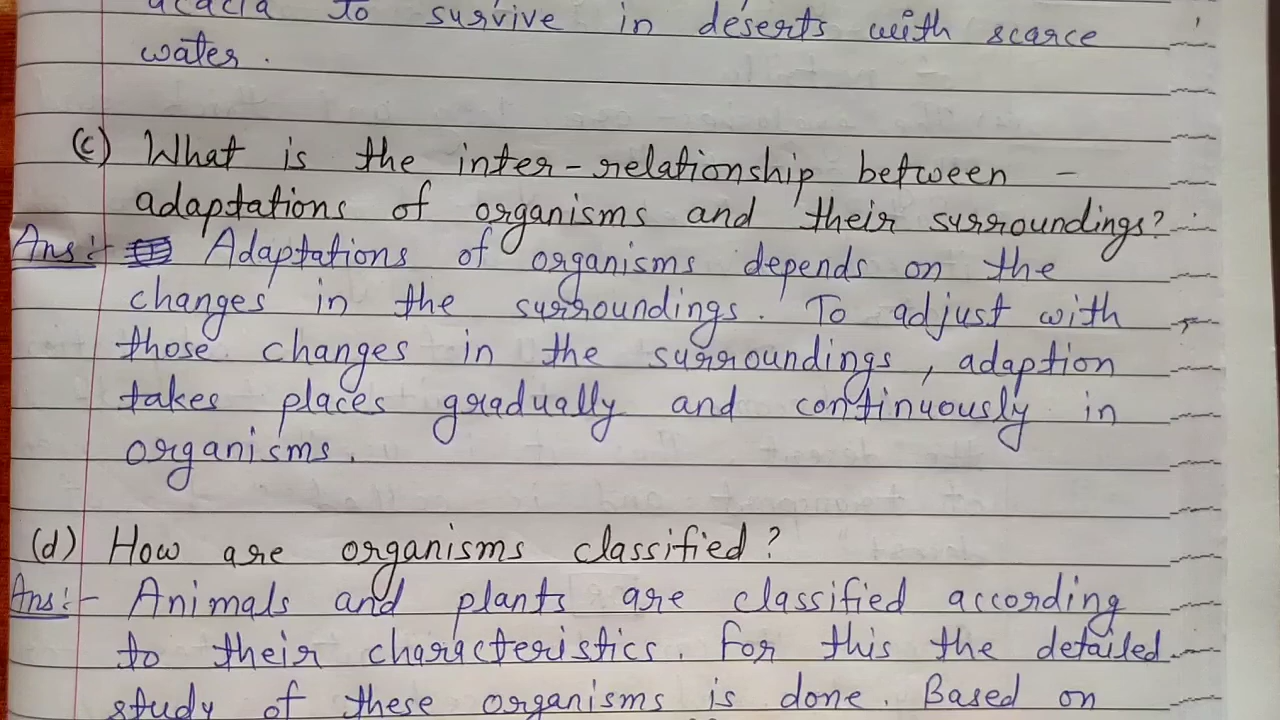 acacia to survive in deserts with scarce
water.
(c) What is the inter-relationship between -
adaptations of organisms and their surroundings?
Ans:- Adaptations of organisms depends on the
changes in the surroundings. To adjust with
those changes in the surroundings, adaption
takes places gradually and continuously in
organisms.
(d) How are organisms classified?
Ans:- Animals and plants are classified according
to their characteristics. For this the detailed
study of these organisms is done. Based on